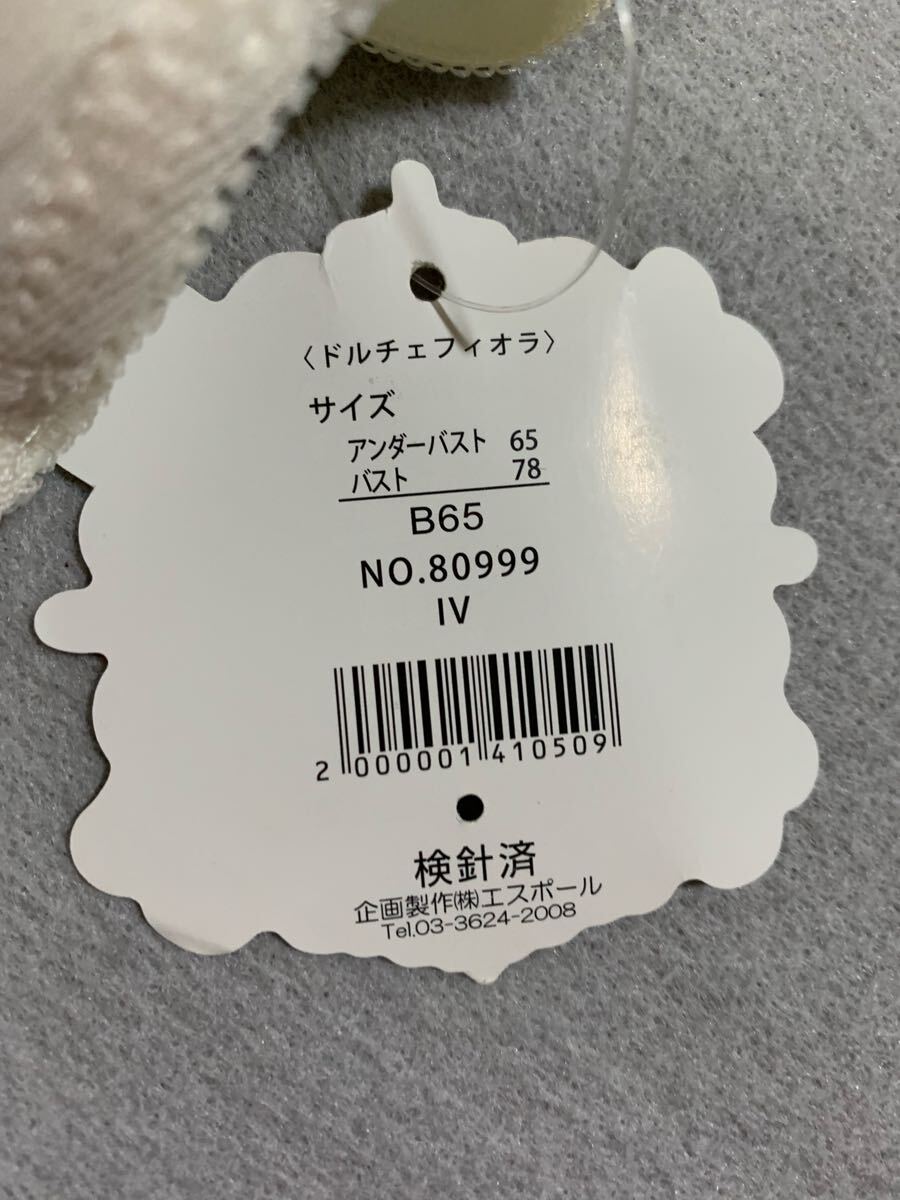 〈ドルチェフィオラ〉
サイズ
アンダーバスト 65
バスト 78
B65
NO.80999
IV
2 000001 410509
検針済
企画製作㈱エスポール
Tel.03-3624-2008